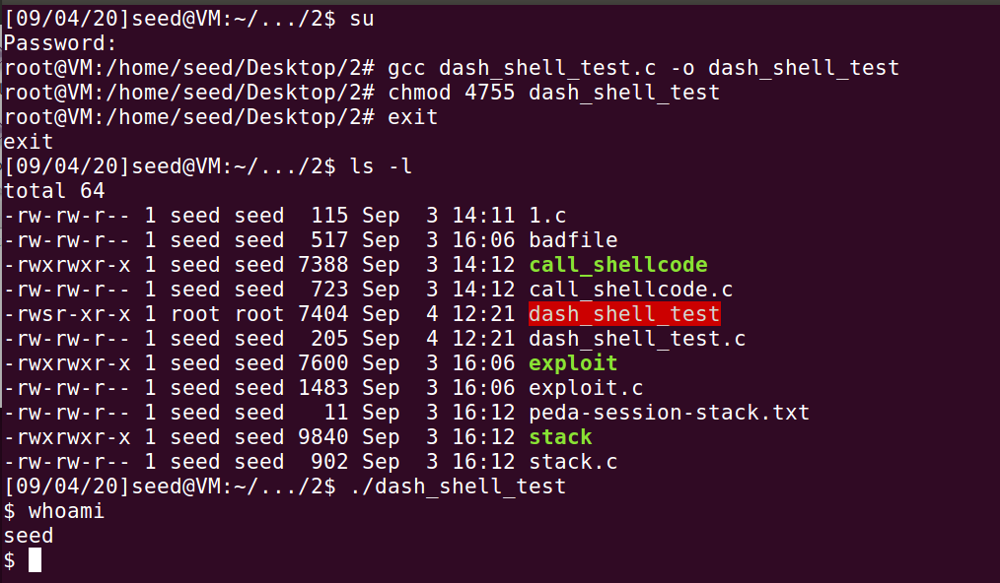 [09/04/20]seed@VM:~/.../2$ su
Password:
root@VM:/home/seed/Desktop/2# gcc dash_shell_test.c -o dash_shell_test
root@VM:/home/seed/Desktop/2# chmod 4755 dash_shell_test
root@VM:/home/seed/Desktop/2# exit
exit
[09/04/20]seed@VM:~/.../2$ ls -l
total 64
-rw-rw-r-- 1 seed seed  115 Sep  3 14:11 1.c
-rw-rw-r-- 1 seed seed  517 Sep  3 16:06 badfile
-rwxrwxr-x 1 seed seed 7388 Sep  3 14:12 call_shellcode
-rw-rw-r-- 1 seed seed  723 Sep  3 14:12 call_shellcode.c
-rwsr-xr-x 1 root root 7404 Sep  4 12:21 dash_shell_test
-rw-rw-r-- 1 seed seed  205 Sep  4 12:21 dash_shell_test.c
-rwxrwxr-x 1 seed seed 7600 Sep  3 16:06 exploit
-rw-rw-r-- 1 seed seed 1483 Sep  3 16:06 exploit.c
-rw-rw-r-- 1 seed seed   11 Sep  3 16:12 peda-session-stack.txt
-rwxrwxr-x 1 seed seed 9840 Sep  3 16:12 stack
-rw-rw-r-- 1 seed seed  902 Sep  3 16:12 stack.c
[09/04/20]seed@VM:~/.../2$ ./dash_shell_test
$ whoami
seed
$